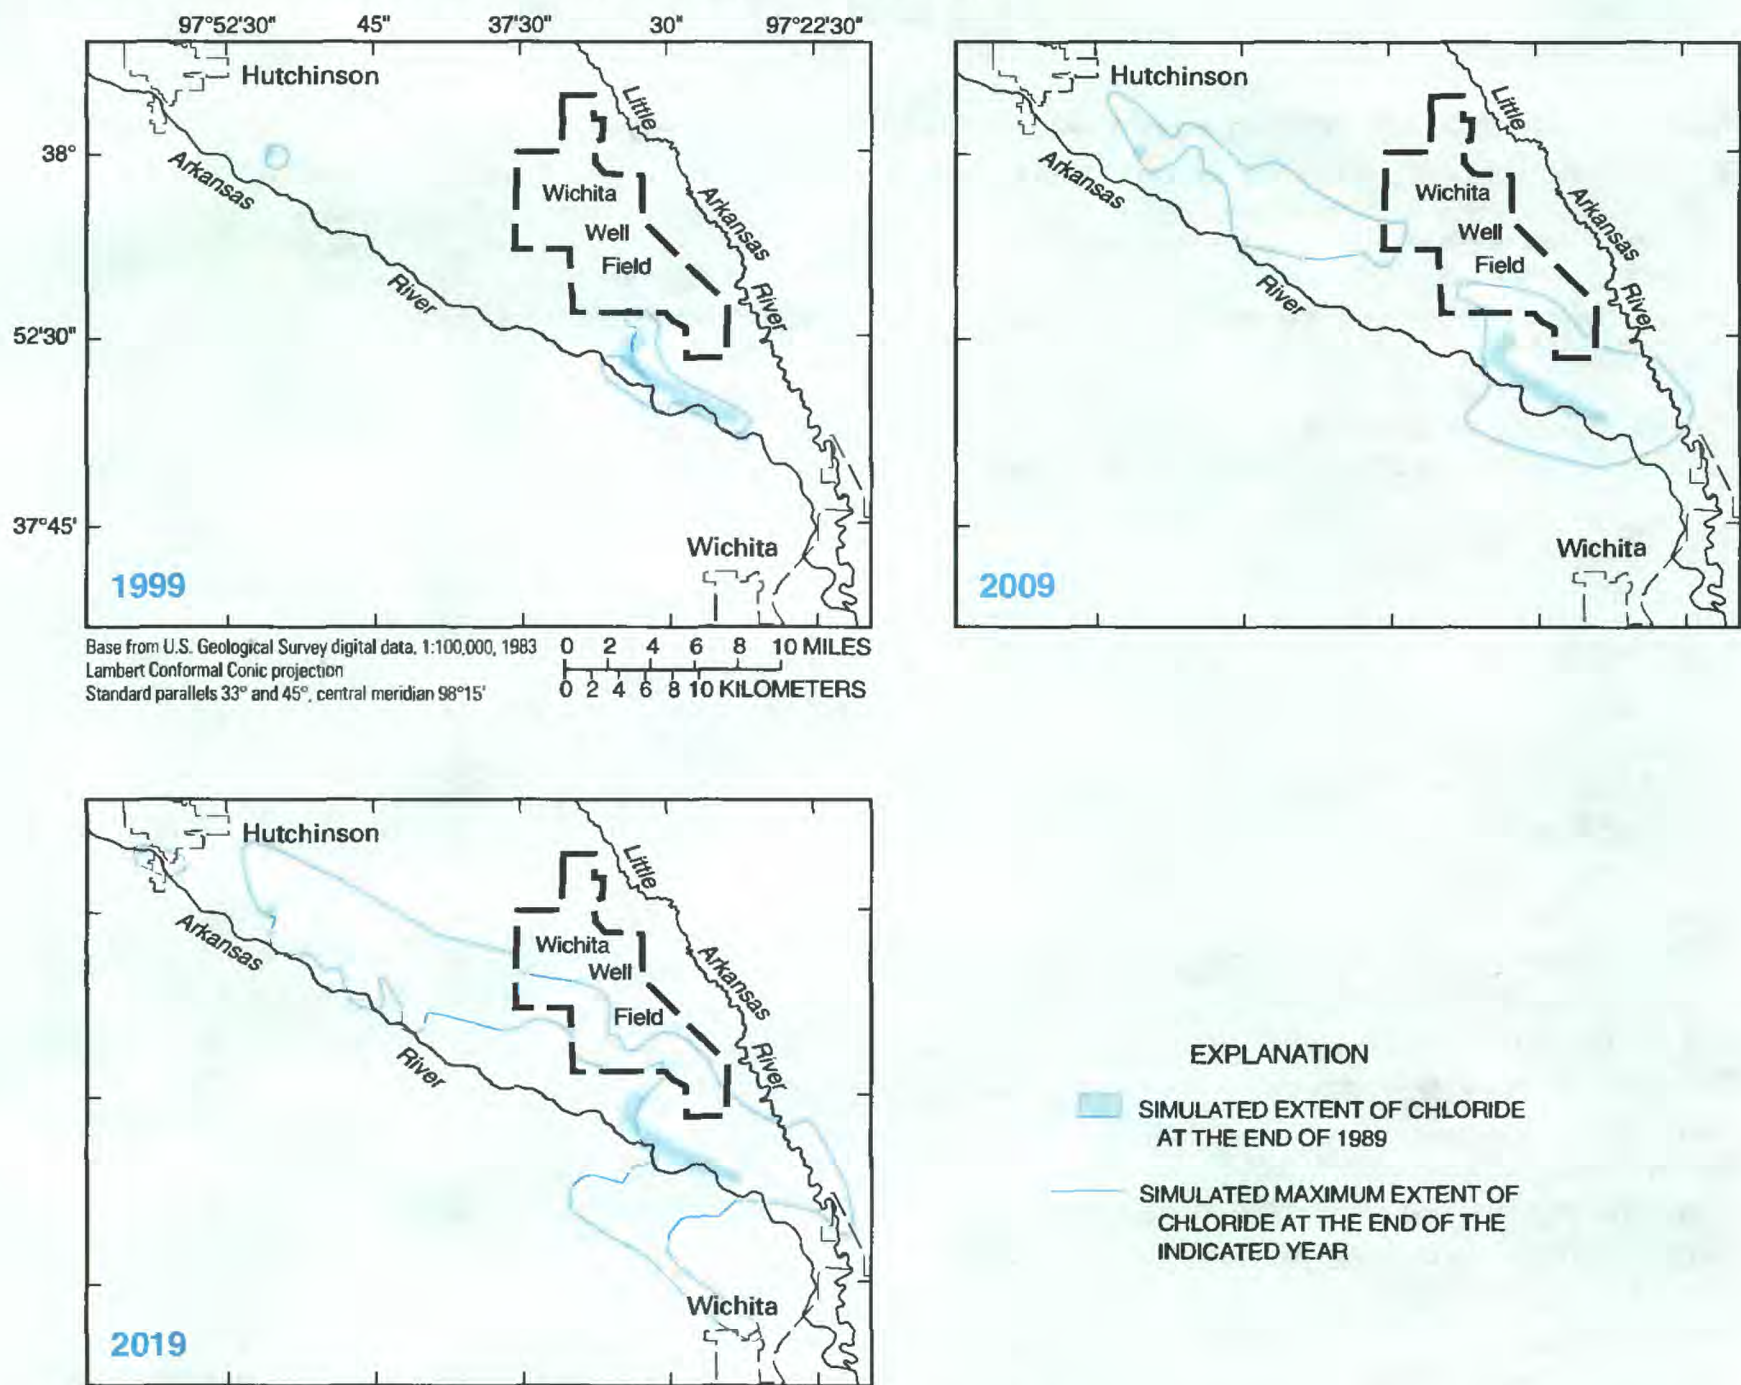 97°52'30" 45" 37'30" 30" 97°22'30"
Hutchinson
Little
38°
Arkansas
Wichita
Arkansas
Well
Field
River
River
52'30"
37°45'
Wichita
1999
Hutchinson
Little
Arkansas
Wichita
Arkansas
Well
Field
River
River
Wichita
2009
Base from U.S. Geological Survey digital data, 1:100,000, 1983
Lambert Conformal Conic projection
Standard parallels 33° and 45°, central meridian 98°15'
0 2 4 6 8 10 MILES
0 2 4 6 8 10 KILOMETERS
Hutchinson
Little
Arkansas
Wichita
Arkansas
Well
Field
River
River
Wichita
2019
EXPLANATION
SIMULATED EXTENT OF CHLORIDE
AT THE END OF 1989
SIMULATED MAXIMUM EXTENT OF
CHLORIDE AT THE END OF THE
INDICATED YEAR